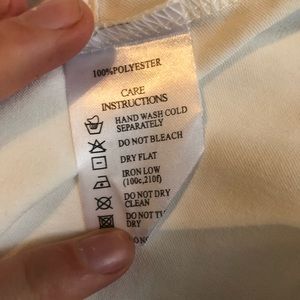 100%POLYESTER
CARE
INSTRUCTIONS
HAND WASH COLD
SEPARATELY
DO NOT BLEACH
DRY FLAT
IRON LOW
(100c,210f)
DO NOT DRY
CLEAN
DO NOT
DRY